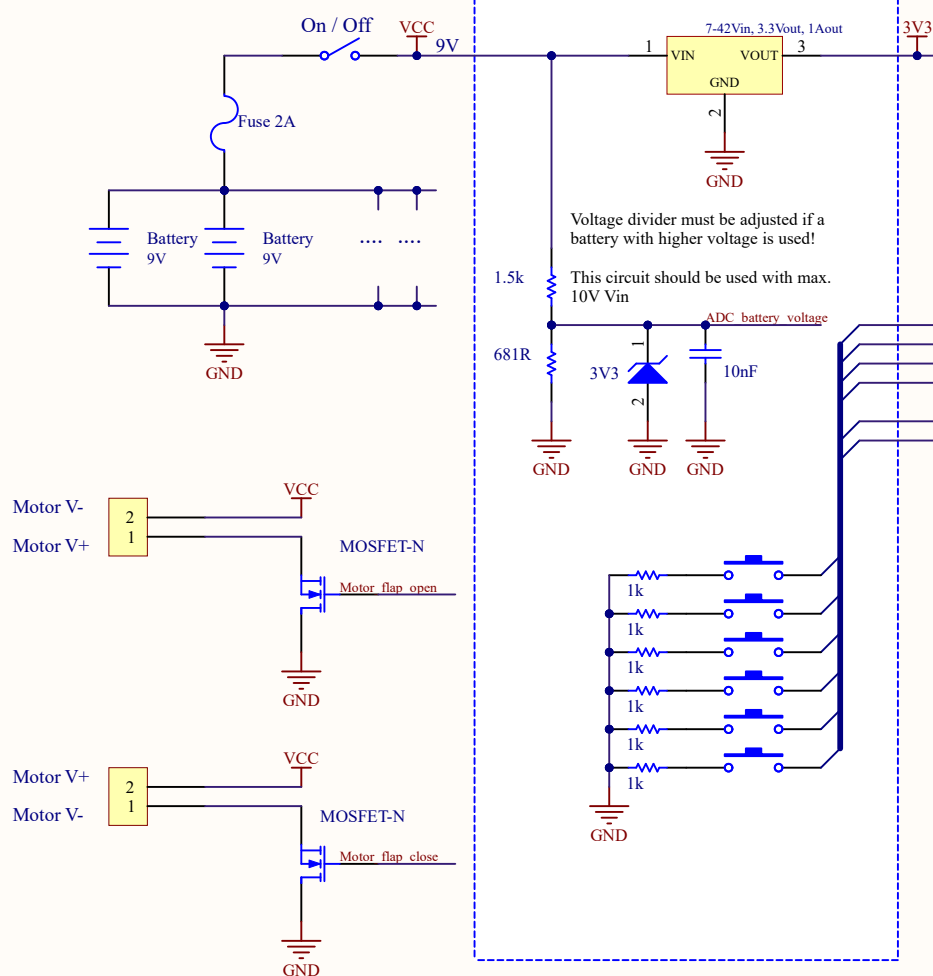 On / Off
VCC
9V
7-42Vin, 3.3Vout, 1Aout
3V3
1
VIN
VOUT
3
GND
2
GND
Fuse 2A
Battery
9V
Battery
9V
.... ....
GND
Voltage divider must be adjusted if a
battery with higher voltage is used!
This circuit should be used with max.
10V Vin
1.5k
ADC_battery_voltage
681R
1
3V3
2
10nF
GND
GND
GND
Motor V-
2
VCC
Motor V+
1
MOSFET-N
Motor_flap_open
GND
1k
1k
1k
1k
1k
1k
GND
Motor V+
2
VCC
Motor V-
1
MOSFET-N
Motor_flap_close
GND